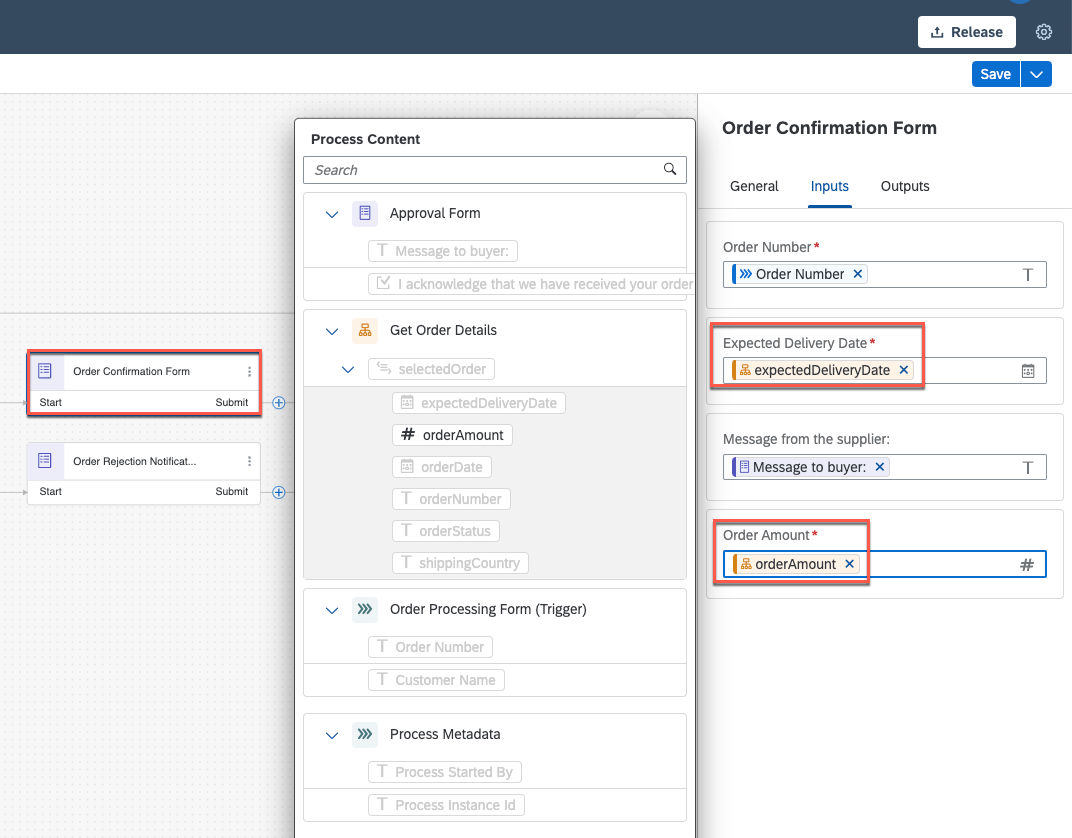 Release
Save
Order Confirmation Form
Start
Submit
Order Rejection Notificat...
Start
Submit
Process Content
Search
Approval Form
Message to buyer:
I acknowledge that we have received your order
Get Order Details
selectedOrder
expectedDeliveryDate
# orderAmount
orderDate
orderNumber
orderStatus
shippingCountry
Order Processing Form (Trigger)
Order Number
Customer Name
Process Metadata
Process Started By
Process Instance Id
Order Confirmation Form
General
Inputs
Outputs
Order Number*
Order Number
Expected Delivery Date*
expectedDeliveryDate
Message from the supplier:
Message to buyer:
Order Amount*
orderAmount
#